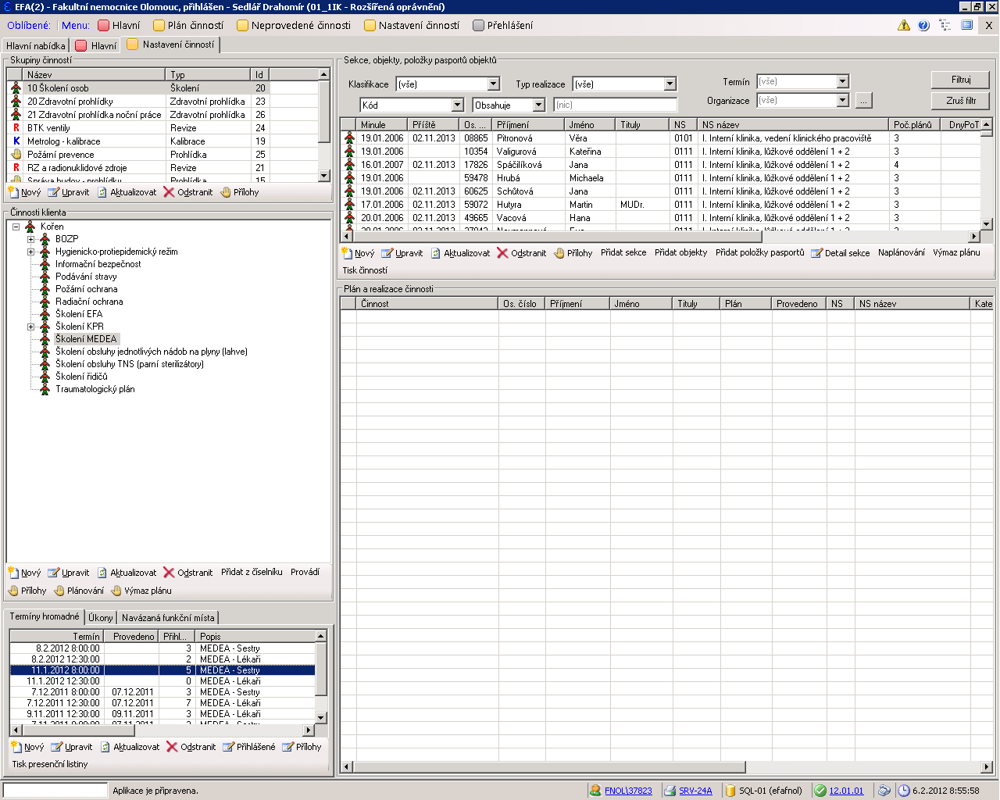 EFA(2) - Fakultní nemocnice Olomouc, přihlášen - Sedlář Drahomír (01_1IK - Rozšířená oprávnění)
Oblíbené: Menu: Hlavní Plán činností Neprovedené činnosti Nastavení činností Přehlášení X
Hlavní nabídka Hlavní Nastavení činností
Skupiny činností
Název Typ Id
10 Školení osob Školení 20
20 Zdravotní prohlídky Zdravotní prohlídka 23
21 Zdravotní prohlídka noční práce Zdravotní prohlídka 26
R BTK ventily Revize 24
K Metrolog - kalibrace Kalibrace 19
Požární prevence Prohlídka 25
R RZ a radionuklidové zdroje Revize 21
Správa budov - prohlídky Prohlídka 15
Nový Upravit Aktualizovat Odstranit Přílohy
Činnosti klienta
Kořen
BOZP
Hygienicko-protiepidemický režim
Informační bezpečnost
Podávání stravy
Požární ochrana
Radiační ochrana
Školení EFA
Školení KPR
Školení MEDEA
Školení obsluhy jednotlivých nádob na plyny (lahve)
Školení obsluhy TNS (parní sterilizátory)
Školení řidičů
Traumatologický plán
Nový Upravit Aktualizovat Odstranit Přidat z číselníku Provádí
Přílohy Plánování Výmaz plánu
Termíny hromadné Úkony Navázaná funkční místa
Termín Provedeno Přihl... Popis
8.2.2012 8:00:00 3 MEDEA - Sestry
8.2.2012 12:30:00 2 MEDEA - Lékaři
11.1.2012 8:00:00 5 MEDEA - Sestry
11.1.2012 12:30:00 0 MEDEA - Lékaři
7.12.2011 8:00:00 07.12.2011 3 MEDEA - Sestry
7.12.2011 12:30:00 07.12.2011 7 MEDEA - Lékaři
9.11.2011 12:30:00 09.11.2011 3 MEDEA - Lékaři
MEDEA - Sestry
Nový Upravit Aktualizovat Odstranit Přihlášené Přílohy
Tisk presenční listiny
Sekce, objekty, položky pasportů objektů
Klasifikace (vše) Typ realizace (vše) Termín (vše) Filtruj
Kód Obsahuje (nic) Organizace (vše) ... Zruš filtr
Minule Příště Os. ... Příjmení Jméno Tituly NS NS název Poč.plánů DnyPoT
19.01.2006 02.11.2013 08865 Pitronová Věra 0101 I. Interní klinika, vedení klinického pracoviště 3
19.01.2006 10354 Valigurová Kateřina 0111 I. Interní klinika, lůžkové oddělení 1 + 2 3
16.01.2007 02.11.2013 17826 Spáčilíková Jana 0111 I. Interní klinika, lůžkové oddělení 1 + 2 4
19.01.2006 59478 Hrubá Michaela 0111 I. Interní klinika, lůžkové oddělení 1 + 2 3
19.01.2006 02.11.2013 60625 Schůtová Jana 0111 I. Interní klinika, lůžkové oddělení 1 + 2 3
17.01.2006 02.11.2013 59072 Hutyra Martin MUDr. 0111 I. Interní klinika, lůžkové oddělení 1 + 2 3
20.01.2006 02.11.2013 49665 Vacová Hana 0111 I. Interní klinika, lůžkové oddělení 1 + 2 3
Nový Upravit Aktualizovat Odstranit Přílohy Přidat sekce Přidat objekty Přidat položky pasportů Detail sekce Naplánování Výmaz plánu
Tisk činností
Plán a realizace činnosti
Činnost Os. číslo Příjmení Jméno Tituly Plán Provedeno NS NS název Kate
Aplikace je připravena. FNOL\37823 SRV-24A SQL-01 (efafnol) 12.01.01 6.2.2012 8:55:58